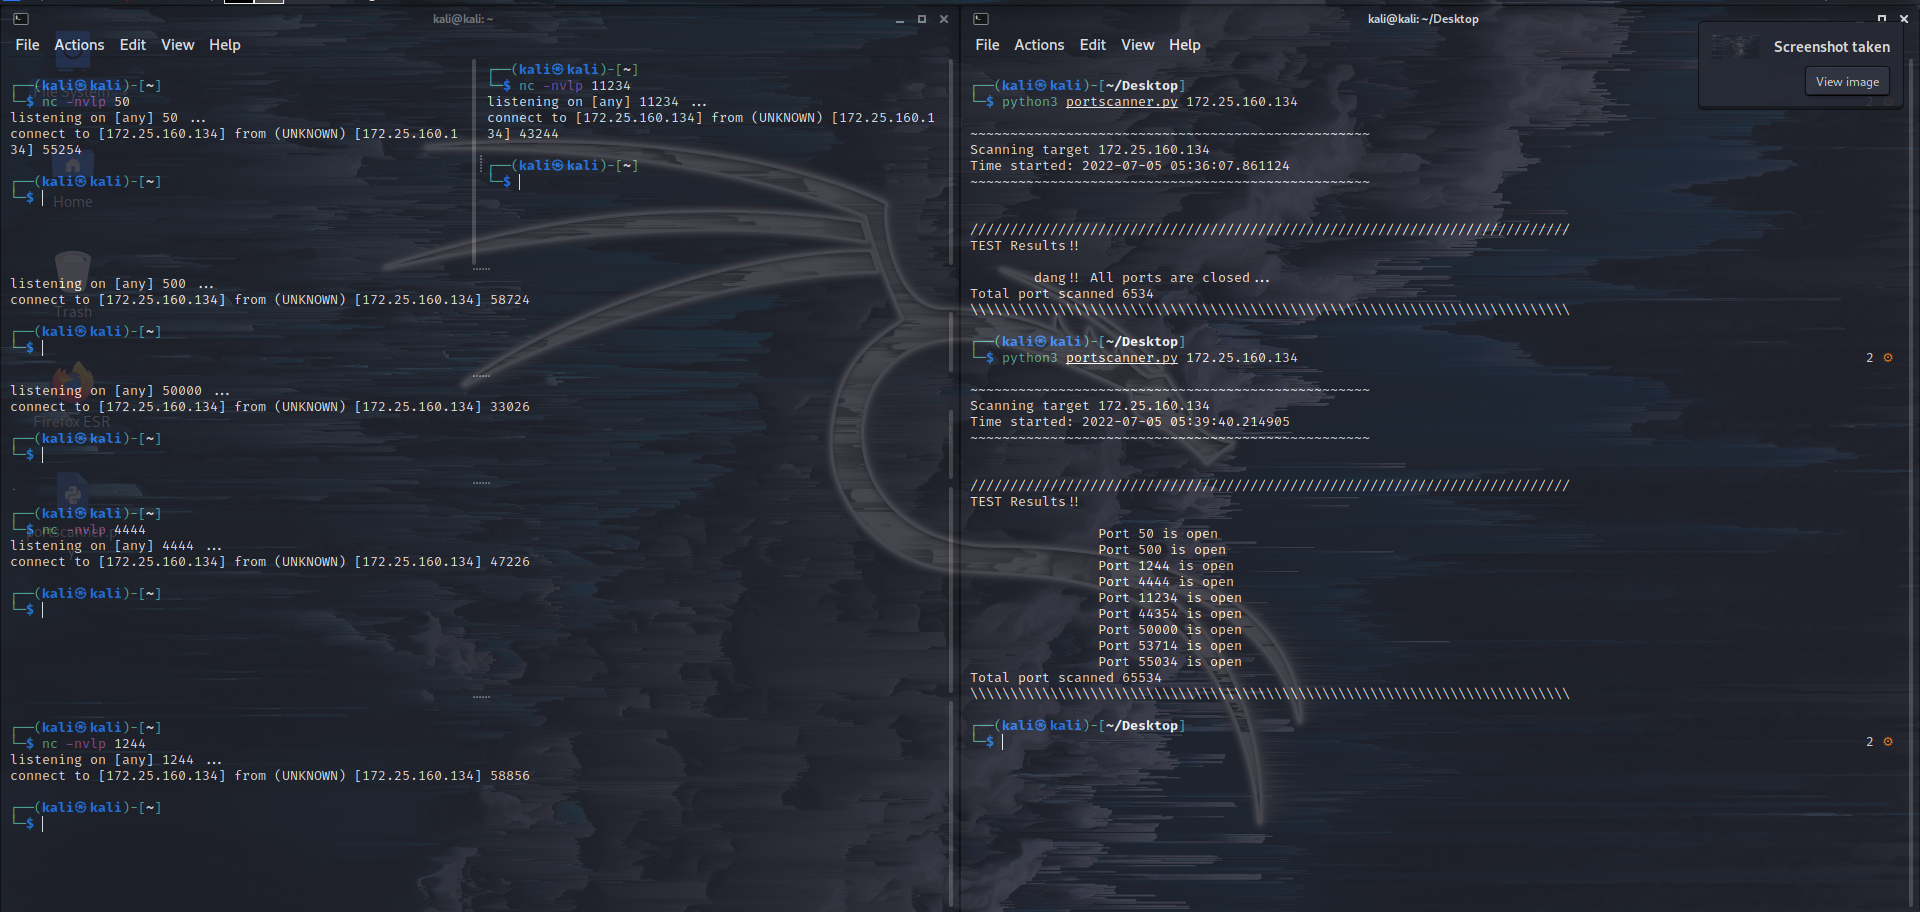 kali@kali: ~
File Actions Edit View Help
┌──(kali㉿kali)-[~]
└─$ nc -nvlp 50
listening on [any] 50 ...
connect to [172.25.160.134] from (UNKNOWN) [172.25.160.1
34] 55254
┌──(kali㉿kali)-[~]
└─$
Home
┌──(kali㉿kali)-[~]
└─$ nc -nvlp 11234
listening on [any] 11234 ...
connect to [172.25.160.134] from (UNKNOWN) [172.25.160.1
34] 43244
┌──(kali㉿kali)-[~]
└─$
listening on [any] 500 ...
connect to [172.25.160.134] from (UNKNOWN) [172.25.160.134] 58724
Trash
┌──(kali㉿kali)-[~]
└─$
listening on [any] 50000 ...
connect to [172.25.160.134] from (UNKNOWN) [172.25.160.134] 33026
Firefox ESR
┌──(kali㉿kali)-[~]
└─$
┌──(kali㉿kali)-[~]
└─$ nc -nvlp 4444
listening on [any] 4444 ...
connect to [172.25.160.134] from (UNKNOWN) [172.25.160.134] 47226
┌──(kali㉿kali)-[~]
└─$
┌──(kali㉿kali)-[~]
└─$ nc -nvlp 1244
listening on [any] 1244 ...
connect to [172.25.160.134] from (UNKNOWN) [172.25.160.134] 58856
┌──(kali㉿kali)-[~]
└─$
kali@kali: ~/Desktop
File Actions Edit View Help
Screenshot taken
View image
┌──(kali㉿kali)-[~/Desktop]
└─$ python3 portscanner.py 172.25.160.134
~~~~~~~~~~~~~~~~~~~~~~~~~~~~~~~~~~~~~~~~~~~~~~~~~~
Scanning target 172.25.160.134
Time started: 2022-07-05 05:36:07.861124
~~~~~~~~~~~~~~~~~~~~~~~~~~~~~~~~~~~~~~~~~~~~~~~~~~
///////////////////////////////////////////////////////////////////////////
TEST Results!!
dang!! All ports are closed...
Total port scanned 6534
\\\\\\\\\\\\\\\\\\\\\\\\\\\\\\\\\\\\\\\\\\\\\\\\\\\\\\\\\\\\\\\\\\\\\\\\\\\
┌──(kali㉿kali)-[~/Desktop]
└─$ python3 portscanner.py 172.25.160.134 2 ⚙
~~~~~~~~~~~~~~~~~~~~~~~~~~~~~~~~~~~~~~~~~~~~~~~~~~
Scanning target 172.25.160.134
Time started: 2022-07-05 05:39:40.214905
~~~~~~~~~~~~~~~~~~~~~~~~~~~~~~~~~~~~~~~~~~~~~~~~~~
///////////////////////////////////////////////////////////////////////////
TEST Results!!
Port 50 is open
Port 500 is open
Port 1244 is open
Port 4444 is open
Port 11234 is open
Port 44354 is open
Port 50000 is open
Port 53714 is open
Port 55034 is open
Total port scanned 65534
\\\\\\\\\\\\\\\\\\\\\\\\\\\\\\\\\\\\\\\\\\\\\\\\\\\\\\\\\\\\\\\\\\\\\\\\\\\
┌──(kali㉿kali)-[~/Desktop]
└─$ 2 ⚙